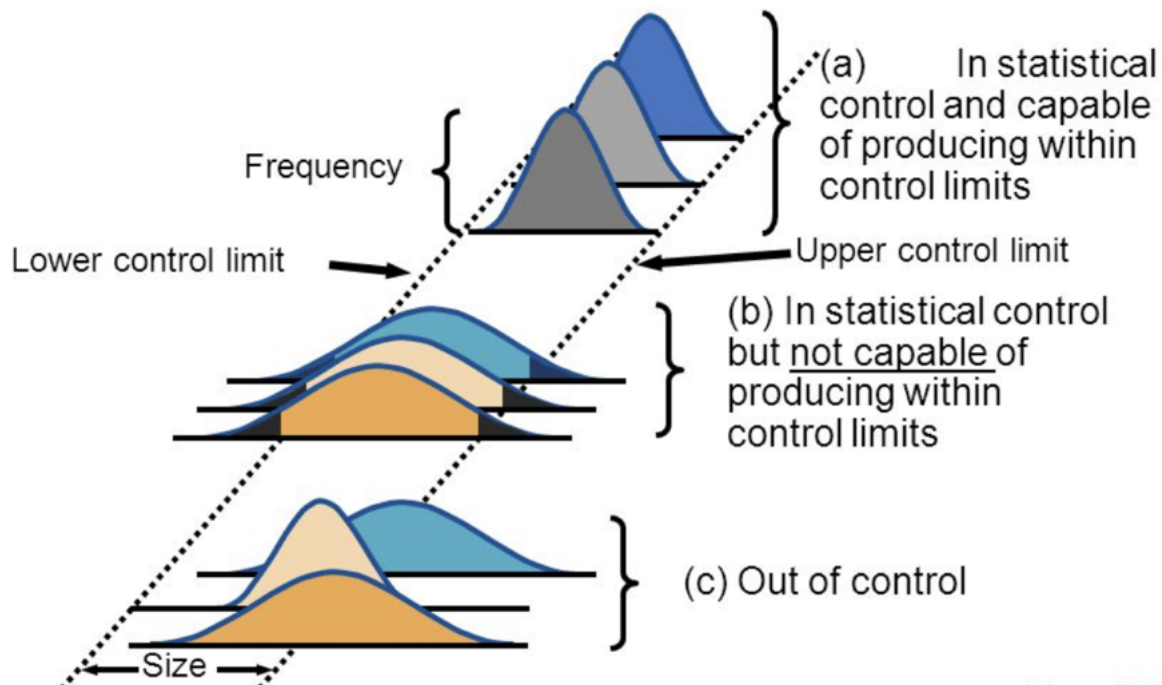 (a) In statistical
control and capable
of producing within
control limits
Frequency
Lower control limit
Upper control limit
(b) In statistical control
but not capable of
producing within
control limits
(c) Out of control
Size